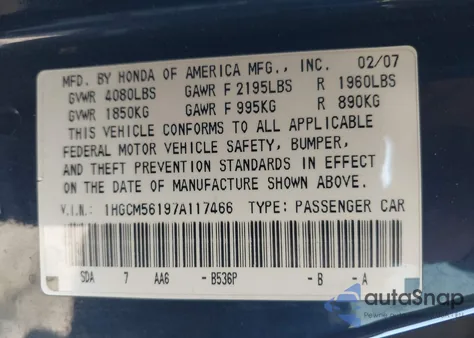 MFD. BY HONDA OF AMERICA MFG., INC. 02/07
GVWR 4080LBS GAWR F 2195LBS R 1960LBS
GVWR 1850KG GAWR F 995KG R 890KG
THIS VEHICLE CONFORMS TO ALL APPLICABLE
FEDERAL MOTOR VEHICLE SAFETY, BUMPER,
AND THEFT PREVENTION STANDARDS IN EFFECT
ON THE DATE OF MANUFACTURE SHOWN ABOVE.
V.I.N.: 1HGCM56197A117466 TYPE: PASSENGER CAR
SDA 7 AA6 - B536P - B - A
autoSnap